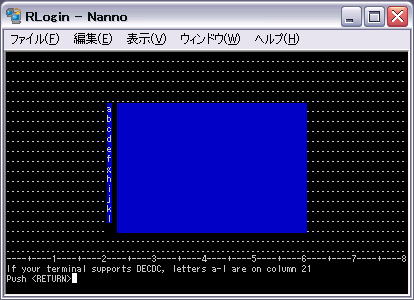 RLogin - Nanno
ファイル(F) 編集(E) 表示(V) ウィンドウ(W) ヘルプ(H)
a
b
c
d
e
f
g
h
i
j
k
l
----+----1----+----2----+----3----+----4----+----5----+----6----+----7----+----8
If your terminal supports DECDC, letters a-l are on column 21
Push <RETURN>